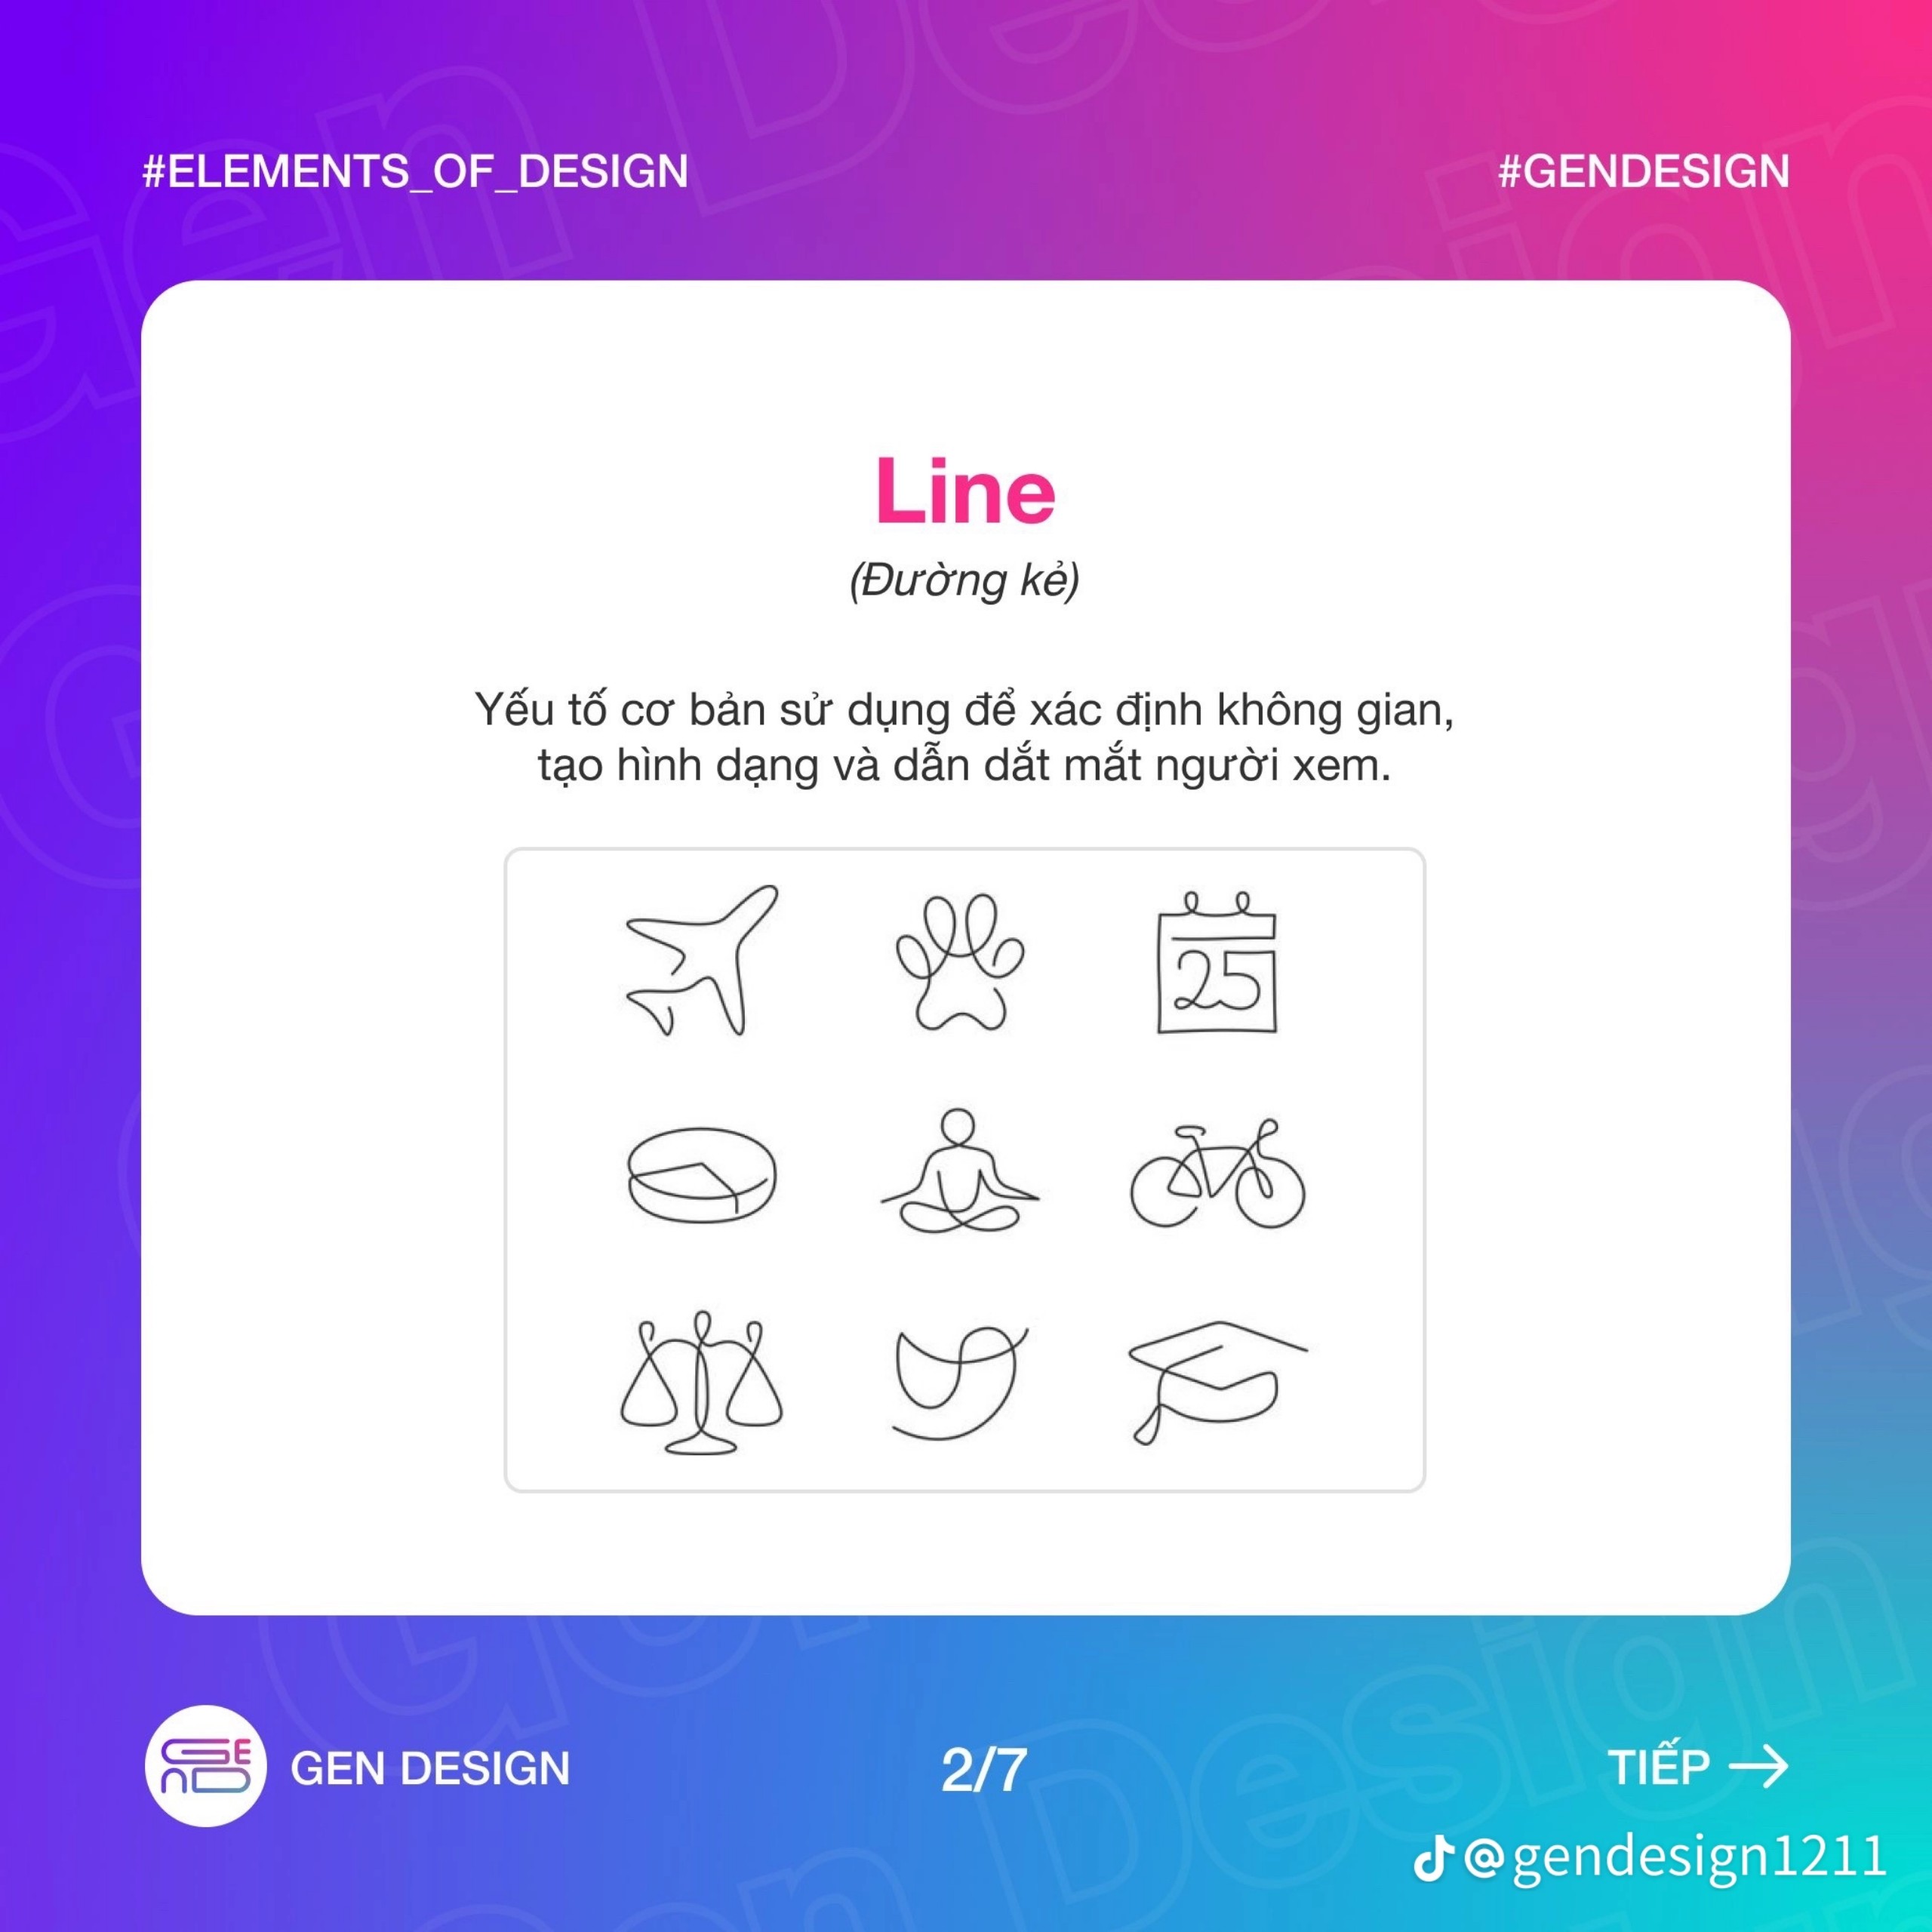 #ELEMENTS_OF_DESIGN
#GENDESIGN
Line
(Đường kẻ)
Yếu tố cơ bản sử dụng để xác định không gian,
tạo hình dạng và dẫn dắt mắt người xem.
25
GEN DESIGN
2/7
TIẾP →
@gendesign1211